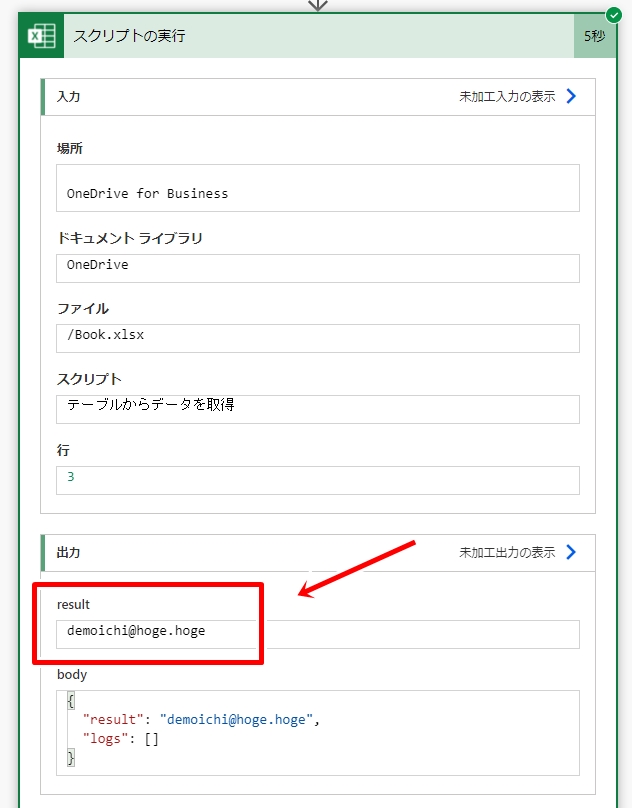 スクリプトの実行
5秒
入力
未加工入力の表示
場所
OneDrive for Business
ドキュメント ライブラリ
OneDrive
ファイル
/Book.xlsx
スクリプト
テーブルからデータを取得
行
3
出力
未加工出力の表示
result
demoichi@hoge.hoge
body
{
"result": "demoichi@hoge.hoge",
"logs": []
}